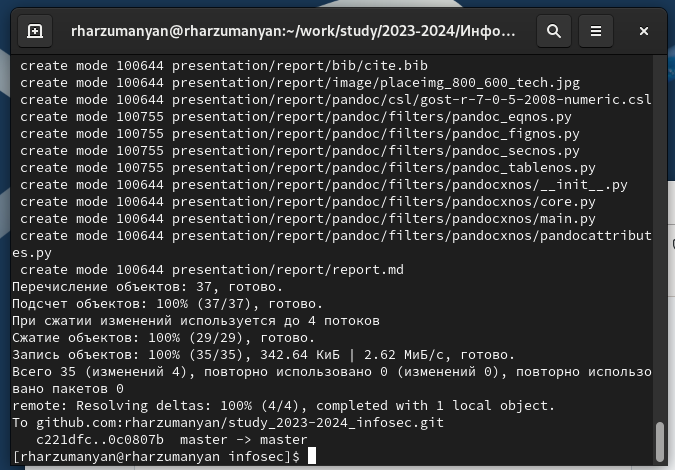 rharzumanyan@rharzumanyan:~/work/study/2023-2024/Инфо...
create mode 100644 presentation/report/bib/cite.bib
create mode 100644 presentation/report/image/placeimg_800_600_tech.jpg
create mode 100644 presentation/report/pandoc/csl/gost-r-7-0-5-2008-numeric.csl
create mode 100755 presentation/report/pandoc/filters/pandoc_eqnos.py
create mode 100755 presentation/report/pandoc/filters/pandoc_fignos.py
create mode 100755 presentation/report/pandoc/filters/pandoc_secnos.py
create mode 100755 presentation/report/pandoc/filters/pandoc_tablenos.py
create mode 100644 presentation/report/pandoc/filters/pandocxnos/__init__.py
create mode 100644 presentation/report/pandoc/filters/pandocxnos/core.py
create mode 100644 presentation/report/pandoc/filters/pandocxnos/main.py
create mode 100644 presentation/report/pandoc/filters/pandocxnos/pandocattribut
es.py
create mode 100644 presentation/report/report.md
Перечисление объектов: 37, готово.
Подсчет объектов: 100% (37/37), готово.
При сжатии изменений используется до 4 потоков
Сжатие объектов: 100% (29/29), готово.
Запись объектов: 100% (35/35), 342.64 КиБ | 2.62 МиБ/с, готово.
Всего 35 (изменений 4), повторно использовано 0 (изменений 0), повторно использо
вано пакетов 0
remote: Resolving deltas: 100% (4/4), completed with 1 local object.
To github.com:rharzumanyan/study_2023-2024_infosec.git
c221dfc..0c0807b  master -> master
[rharzumanyan@rharzumanyan infosec]$